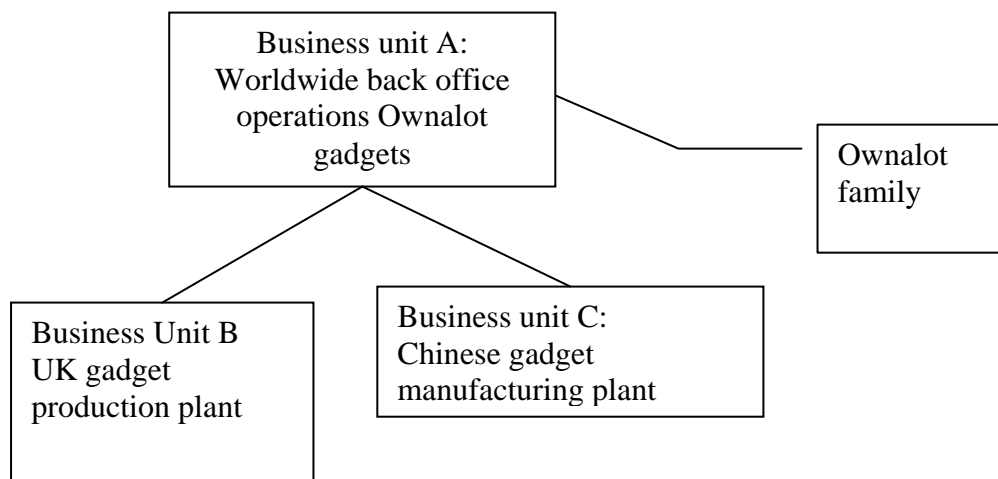 Business unit A:
Worldwide back office
operations Ownalot
gadgets
Ownalot
family
Business Unit B
UK gadget
production plant
Business unit C:
Chinese gadget
manufacturing plant